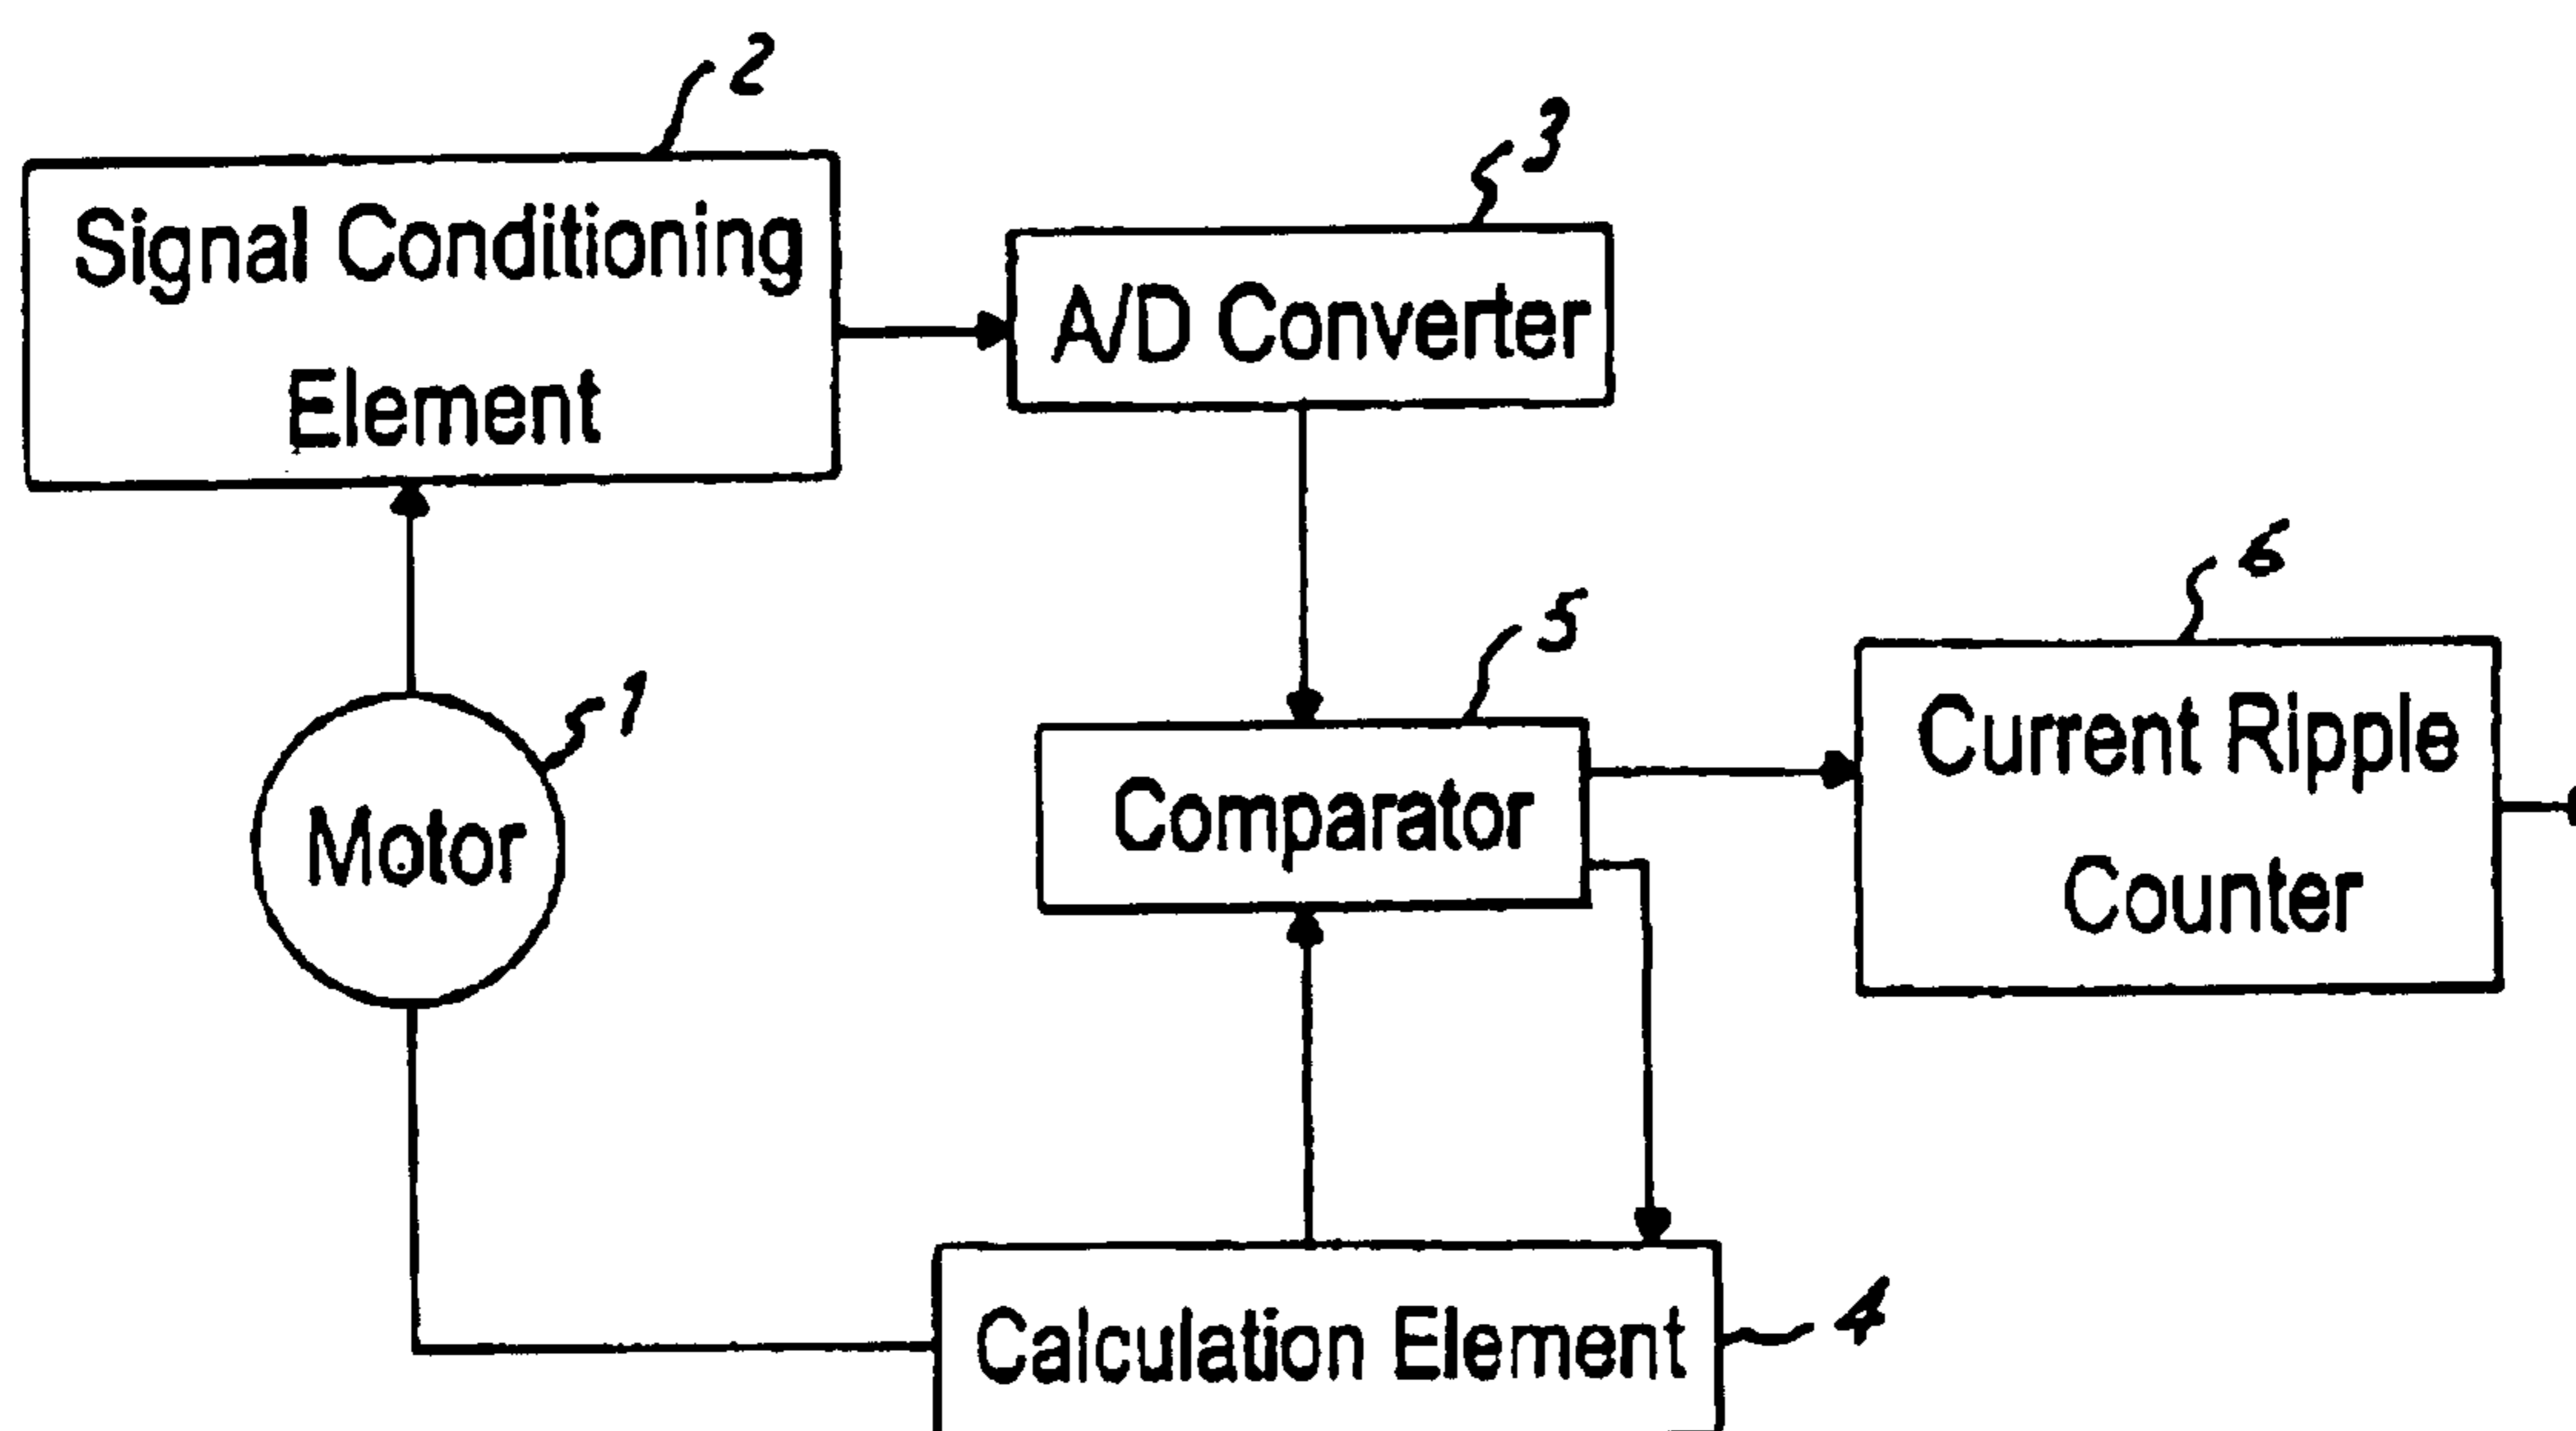 2
Signal Conditioning
Element
3
A/D Converter
6
5
Current Ripple
Counter
1
Comparator
Motor
Calculation Element
4